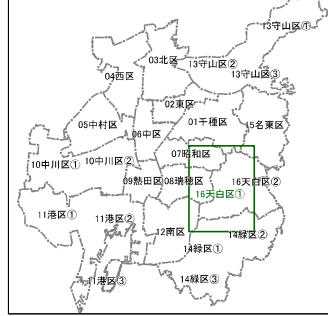 13守山区①
03北区
13守山区②
04西区
13守山区③
02東区
01千種区
05中村区
06中区
15名東区
07昭和区
10中川区①
10中川区②
09熱田区
08瑞穂区
16天白区②
16天白区①
11港区①
11港区②
12南区
14緑区②
14緑区①
11港区③
14緑区③